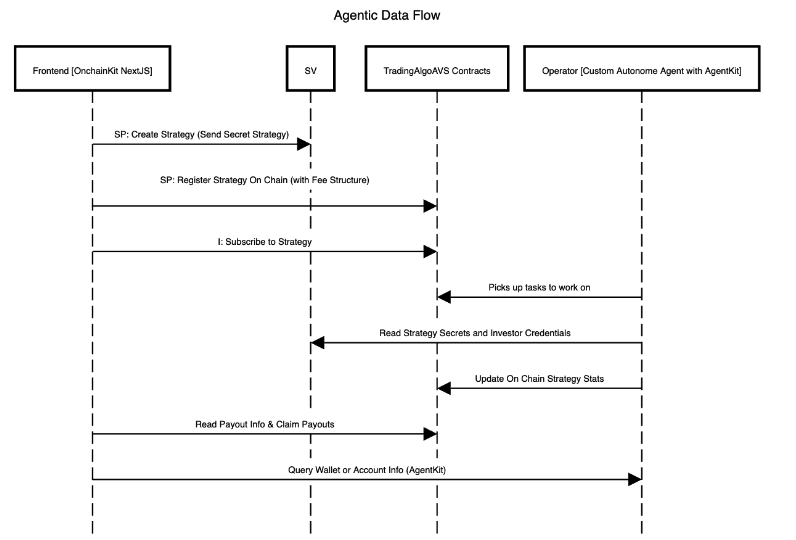 Agentic Data Flow
Frontend [OnchainKit NextJS]
SV
TradingAlgoAVS Contracts
Operator [Custom Autonome Agent with AgentKit]
SP: Create Strategy (Send Secret Strategy)
SP: Register Strategy On Chain (with Fee Structure)
I: Subscribe to Strategy
Picks up tasks to work on
Read Strategy Secrets and Investor Credentials
Update On Chain Strategy Stats
Read Payout Info & Claim Payouts
Query Wallet or Account Info (AgentKit)